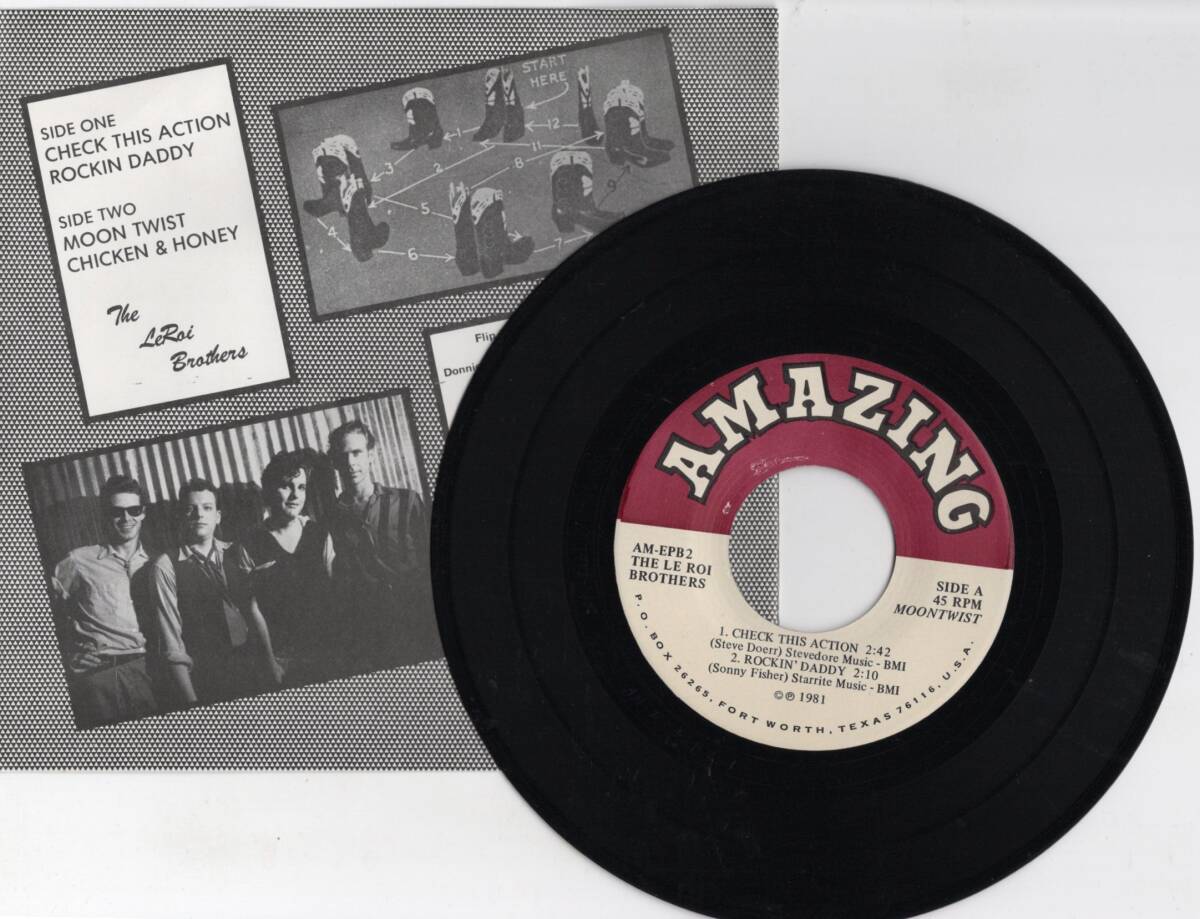 SIDE ONE
CHECK THIS ACTION
ROCKIN DADDY
SIDE TWO
MOON TWIST
CHICKEN & HONEY
The
LeRoi
Brothers
START
HERE
1
12
11
3
2
8
9
5
4
6
7
Flip
AMAZING
AM-EPB2
THE LE ROI
BROTHERS
SIDE A
45 RPM
MOONTWIST
1. CHECK THIS ACTION 2:42
(Steve Doerr) Stevedore Music - BMI
2. ROCKIN' DADDY 2:10
(Sonny Fisher) Starrite Music - BMI
©℗ 1981
P.O. BOX 26265, FORT WORTH, TEXAS 76116, U.S.A.